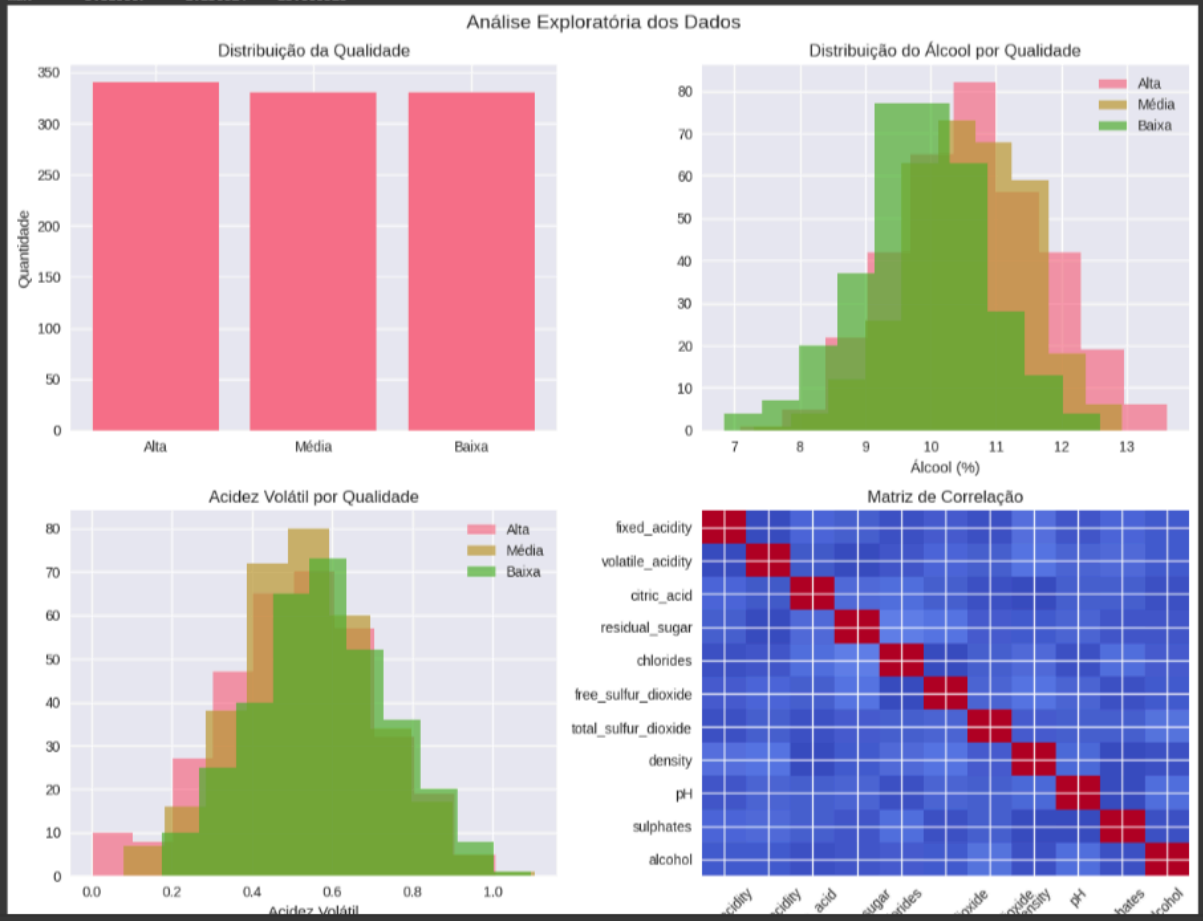 Análise Exploratória dos Dados
Distribuição da Qualidade
350
300
250
200
150
100
50
0
Quantidade
Alta
Média
Baixa
Distribuição do Álcool por Qualidade
80
70
60
50
40
30
20
10
0
Alta
Média
Baixa
7
8
9
10
11
12
13
Álcool (%)
Acidez Volátil por Qualidade
80
70
60
50
40
30
20
10
0
Alta
Média
Baixa
0.0
0.2
0.4
0.6
0.8
1.0
Acidez Volátil
Matriz de Correlação
fixed_acidity
volatile_acidity
citric_acid
residual_sugar
chlorides
free_sulfur_dioxide
total_sulfur_dioxide
density
pH
sulphates
alcohol
acid
sugar
pH